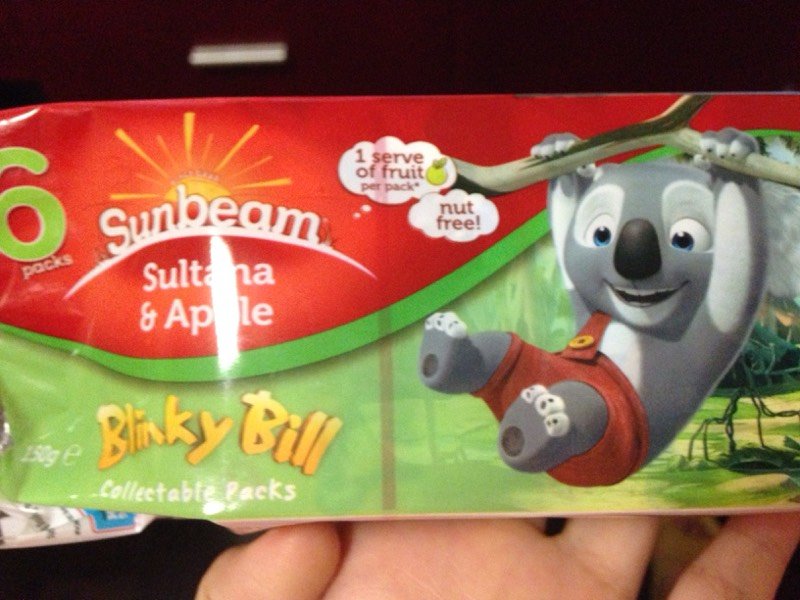 6
packs
Sunbeam
Sultana
& Apple
1 serve
of fruit
per pack*
nut
free!
Blinky Bill
Collectable Packs
150g e